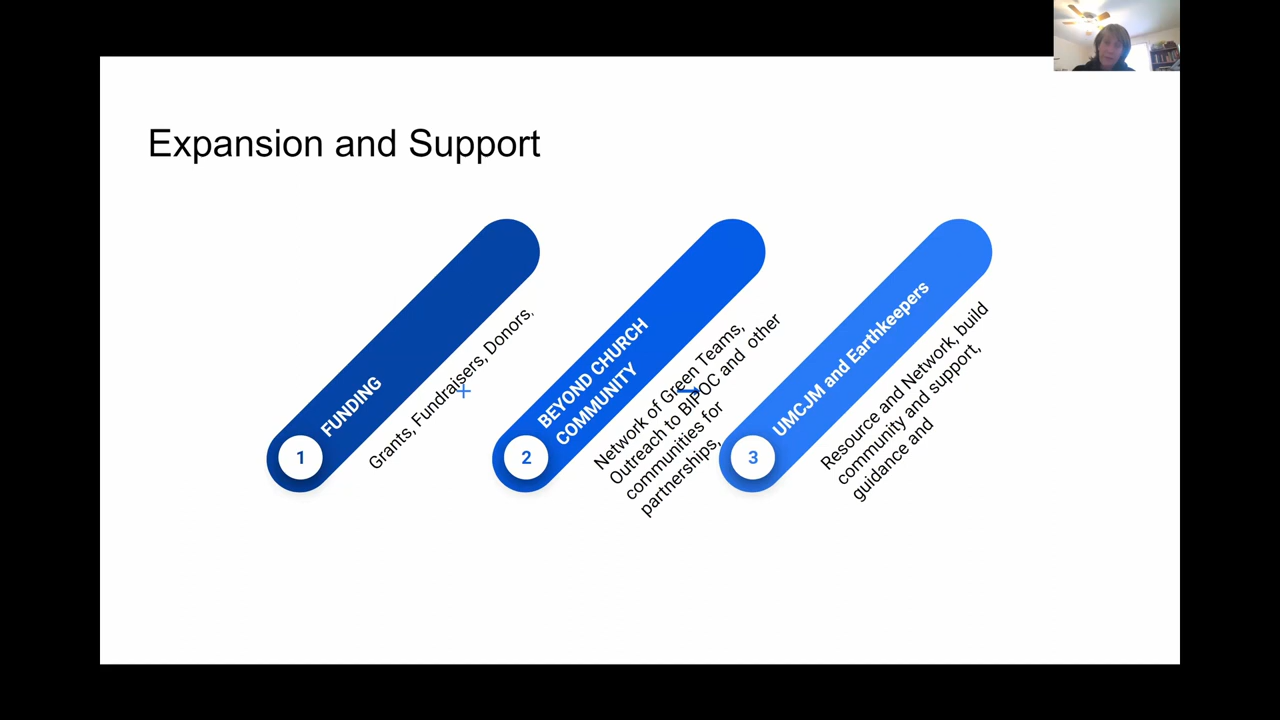 Expansion and Support
1
FUNDING
Grants, Fundraisers, Donors,
+
2
BEYOND CHURCH
COMMUNITY
Network of Green Teams,
Outreach to BIPOC and other
communities for
partnerships,
→
3
UMCJM and Earthkeepers
Resource and Network, build
community and support,
guidance and